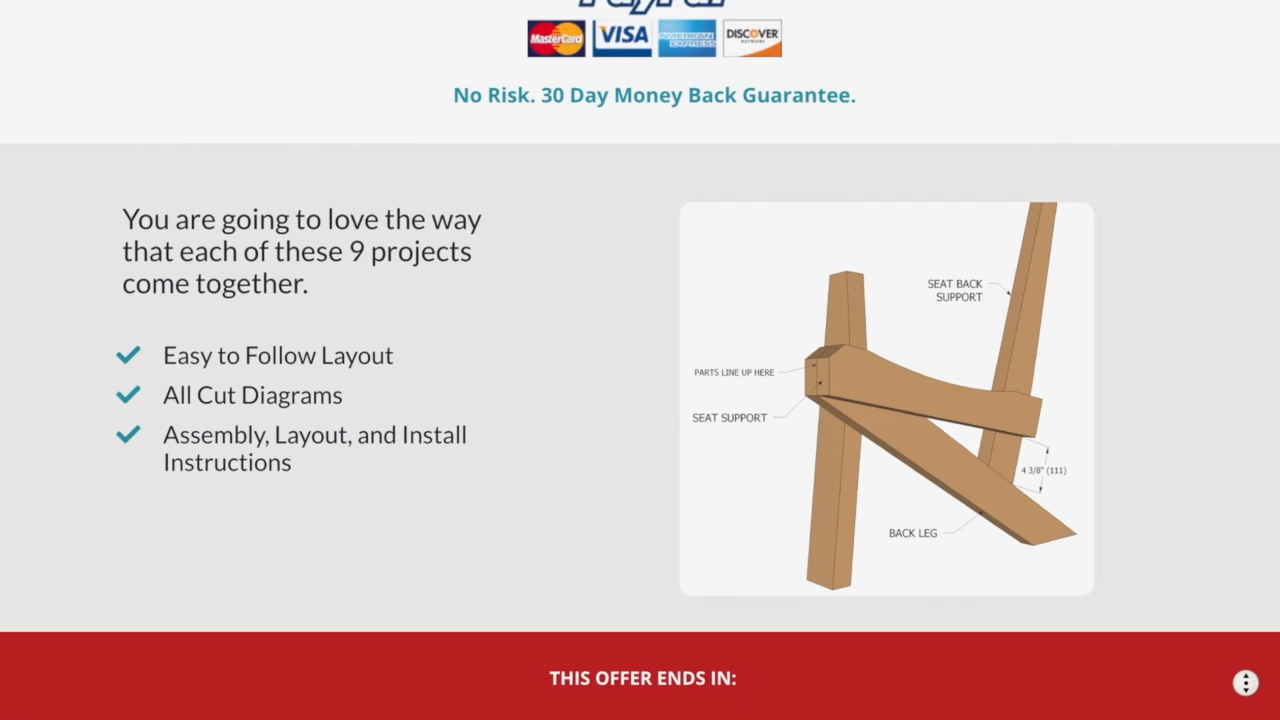 PayPal
MasterCard VISA AMERICAN EXPRESS DISCOVER NETWORK
No Risk. 30 Day Money Back Guarantee.
You are going to love the way
that each of these 9 projects
come together.
Easy to Follow Layout
All Cut Diagrams
Assembly, Layout, and Install
Instructions
SEAT BACK
SUPPORT
PARTS LINE UP HERE
SEAT SUPPORT
4 3/8" (111)
BACK LEG
THIS OFFER ENDS IN: